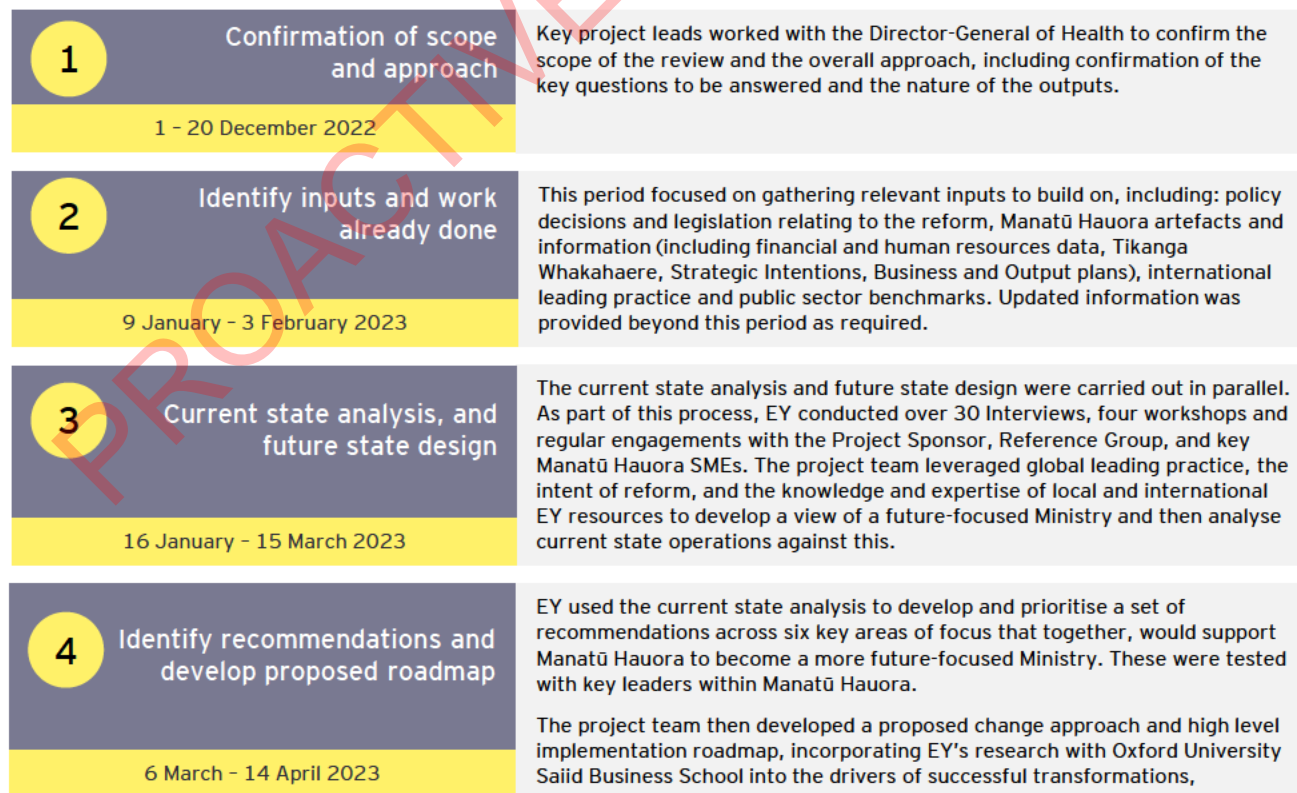 1
Confirmation of scope
and approach
1 – 20 December 2022
Key project leads worked with the Director-General of Health to confirm the
scope of the review and the overall approach, including confirmation of the
key questions to be answered and the nature of the outputs.
2
Identify inputs and work
already done
9 January – 3 February 2023
This period focused on gathering relevant inputs to build on, including: policy
decisions and legislation relating to the reform, Manatū Hauora artefacts and
information (including financial and human resources data, Tikanga
Whakahaere, Strategic Intentions, Business and Output plans), international
leading practice and public sector benchmarks. Updated information was
provided beyond this period as required.
3
Current state analysis, and
future state design
16 January – 15 March 2023
The current state analysis and future state design were carried out in parallel.
As part of this process, EY conducted over 30 Interviews, four workshops and
regular engagements with the Project Sponsor, Reference Group, and key
Manatū Hauora SMEs. The project team leveraged global leading practice, the
intent of reform, and the knowledge and expertise of local and international
EY resources to develop a view of a future-focused Ministry and then analyse
current state operations against this.
4
Identify recommendations and
develop proposed roadmap
6 March – 14 April 2023
EY used the current state analysis to develop and prioritise a set of
recommendations across six key areas of focus that together, would support
Manatū Hauora to become a more future-focused Ministry. These were tested
with key leaders within Manatū Hauora.
The project team then developed a proposed change approach and high level
implementation roadmap, incorporating EY's research with Oxford University
Saiid Business School into the drivers of successful transformations,
PROACTIVE